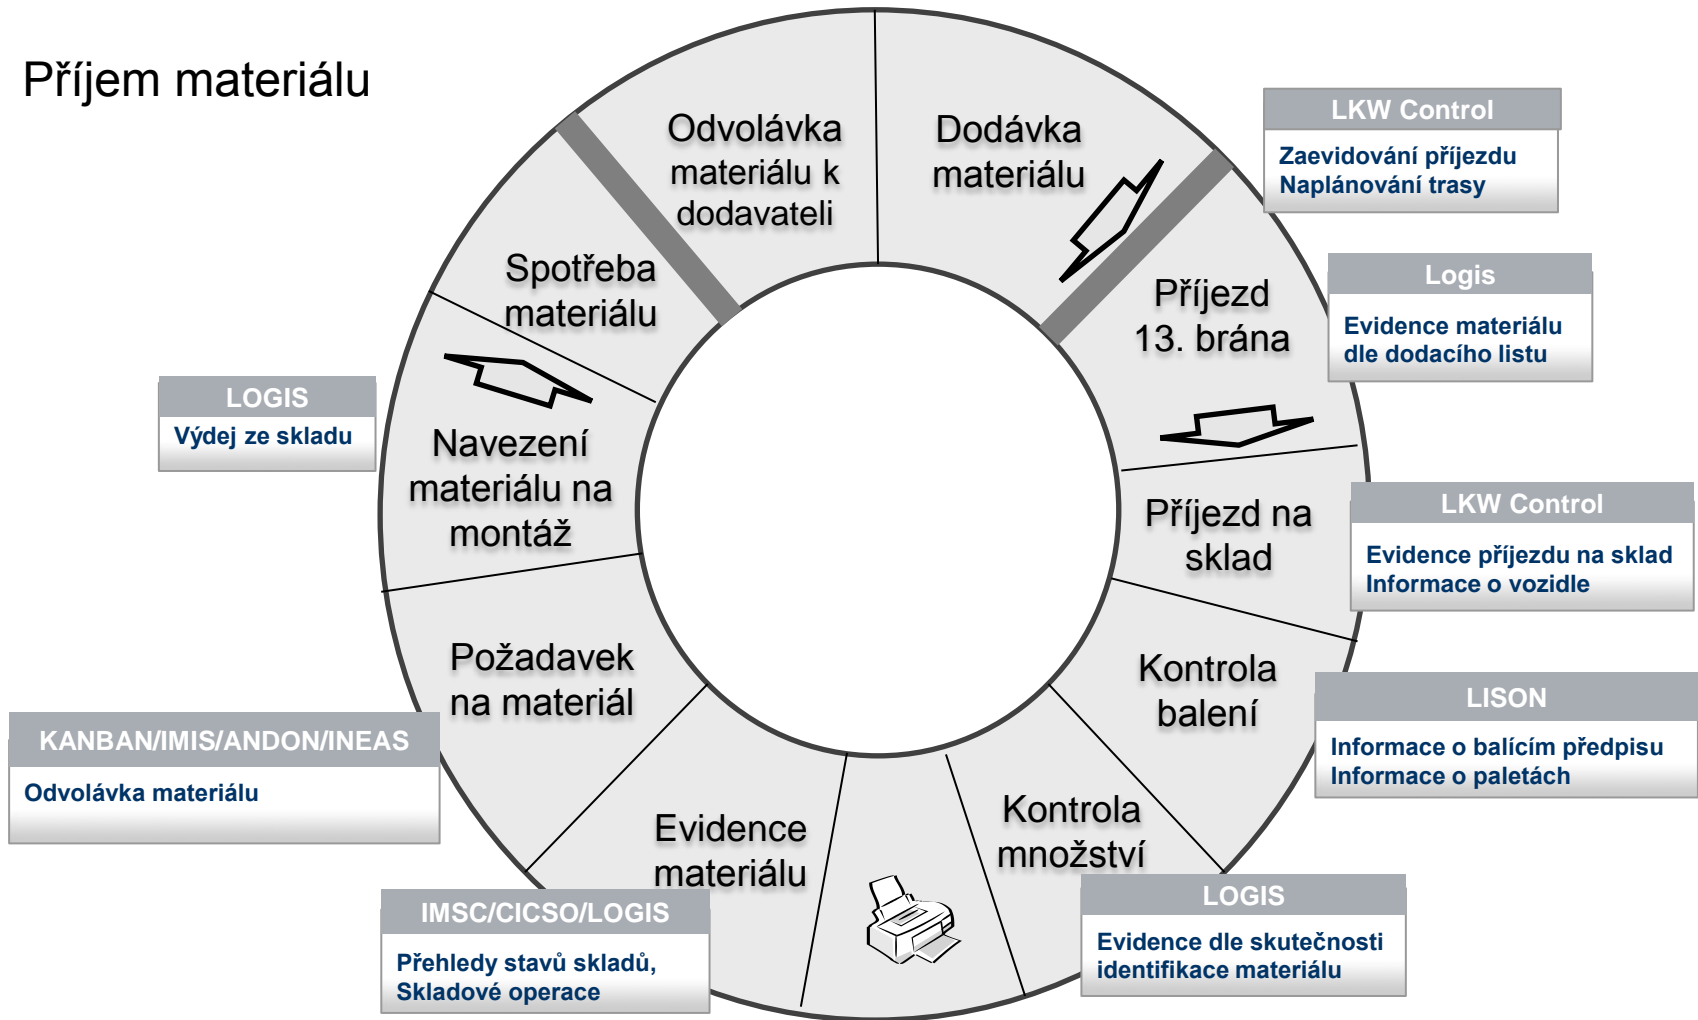 Příjem materiálu
Odvolávka
materiálu k
dodavateli
Dodávka
materiálu
LKW Control
Zaevidování příjezdu
Naplánování trasy
Příjezd
13. brána
Logis
Evidence materiálu
dle dodacího listu
Příjezd na
sklad
LKW Control
Evidence příjezdu na sklad
Informace o vozidle
Kontrola
balení
LISON
Informace o balícím předpisu
Informace o paletách
Kontrola
množství
LOGIS
Evidence dle skutečnosti
identifikace materiálu
Evidence
materiálu
IMSC/CICSO/LOGIS
Přehledy stavů skladů,
Skladové operace
Požadavek
na materiál
KANBAN/IMIS/ANDON/INEAS
Odvolávka materiálu
Navezení
materiálu na
montáž
LOGIS
Výdej ze skladu
Spotřeba
materiálu